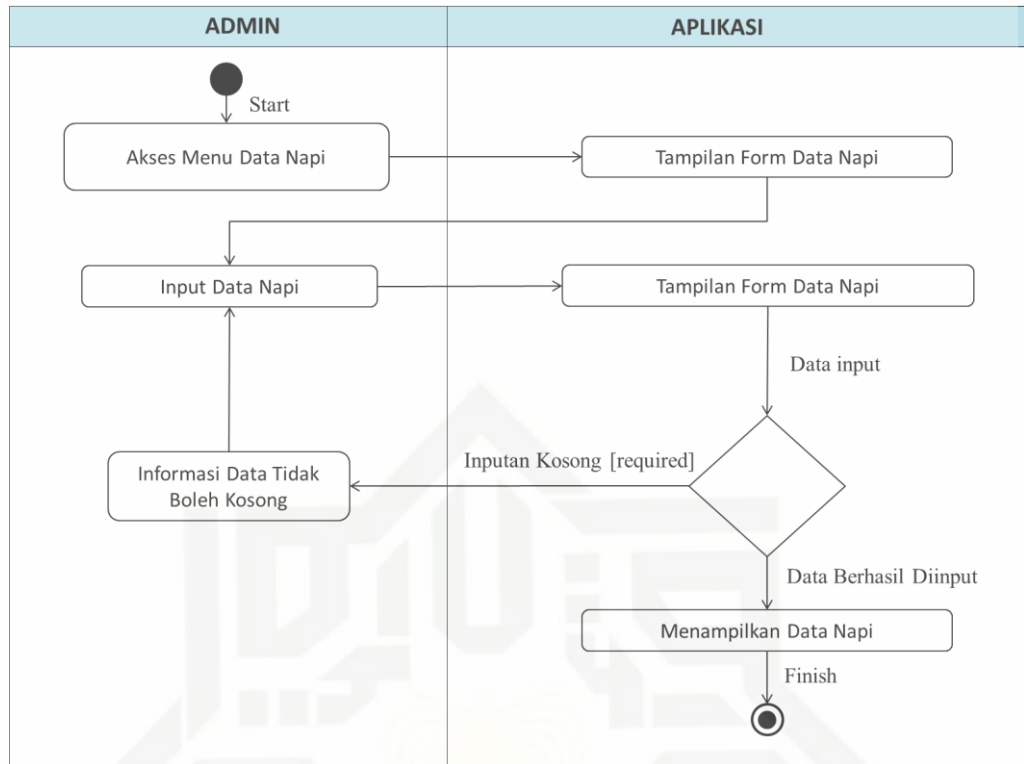 ADMIN
APLIKASI
Start
Akses Menu Data Napi
Tampilan Form Data Napi
Input Data Napi
Tampilan Form Data Napi
Data input
Inputan Kosong [required]
Informasi Data Tidak
Boleh Kosong
Data Berhasil Diinput
Menampilkan Data Napi
Finish